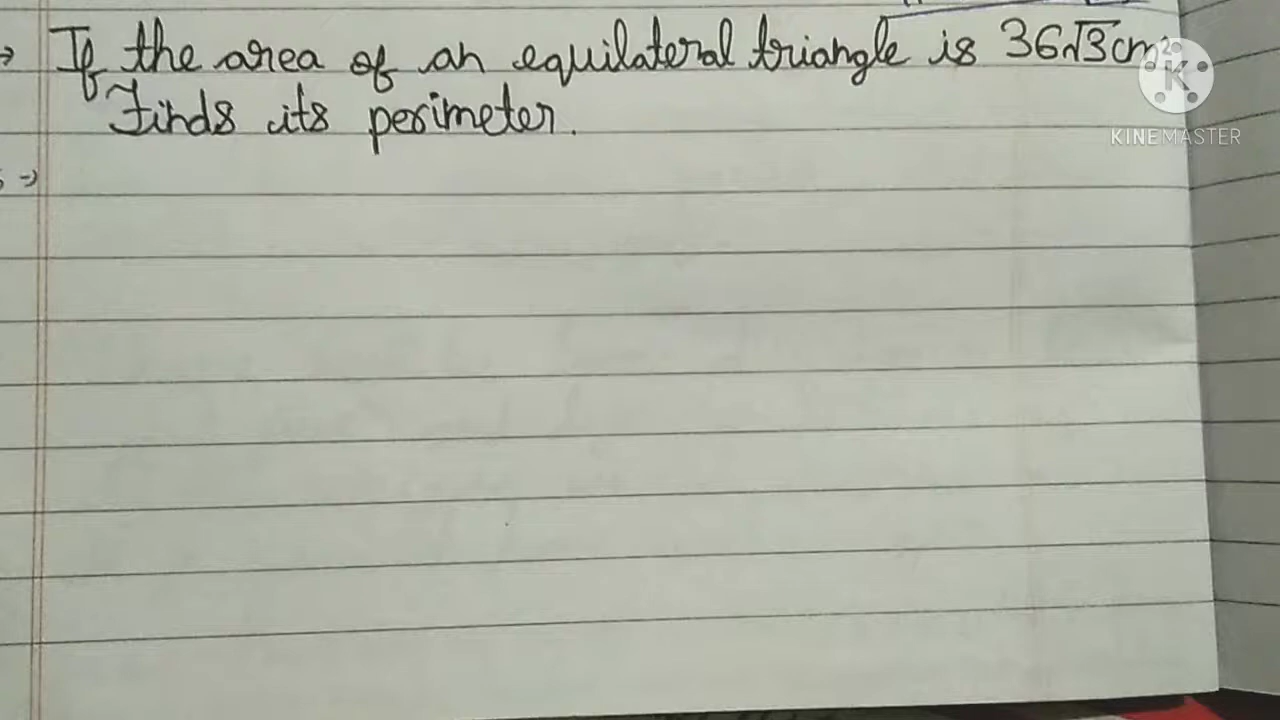 → If the area of an equilateral triangle is 36√3cm²
Finds its perimeter.
→
KINEMASTER